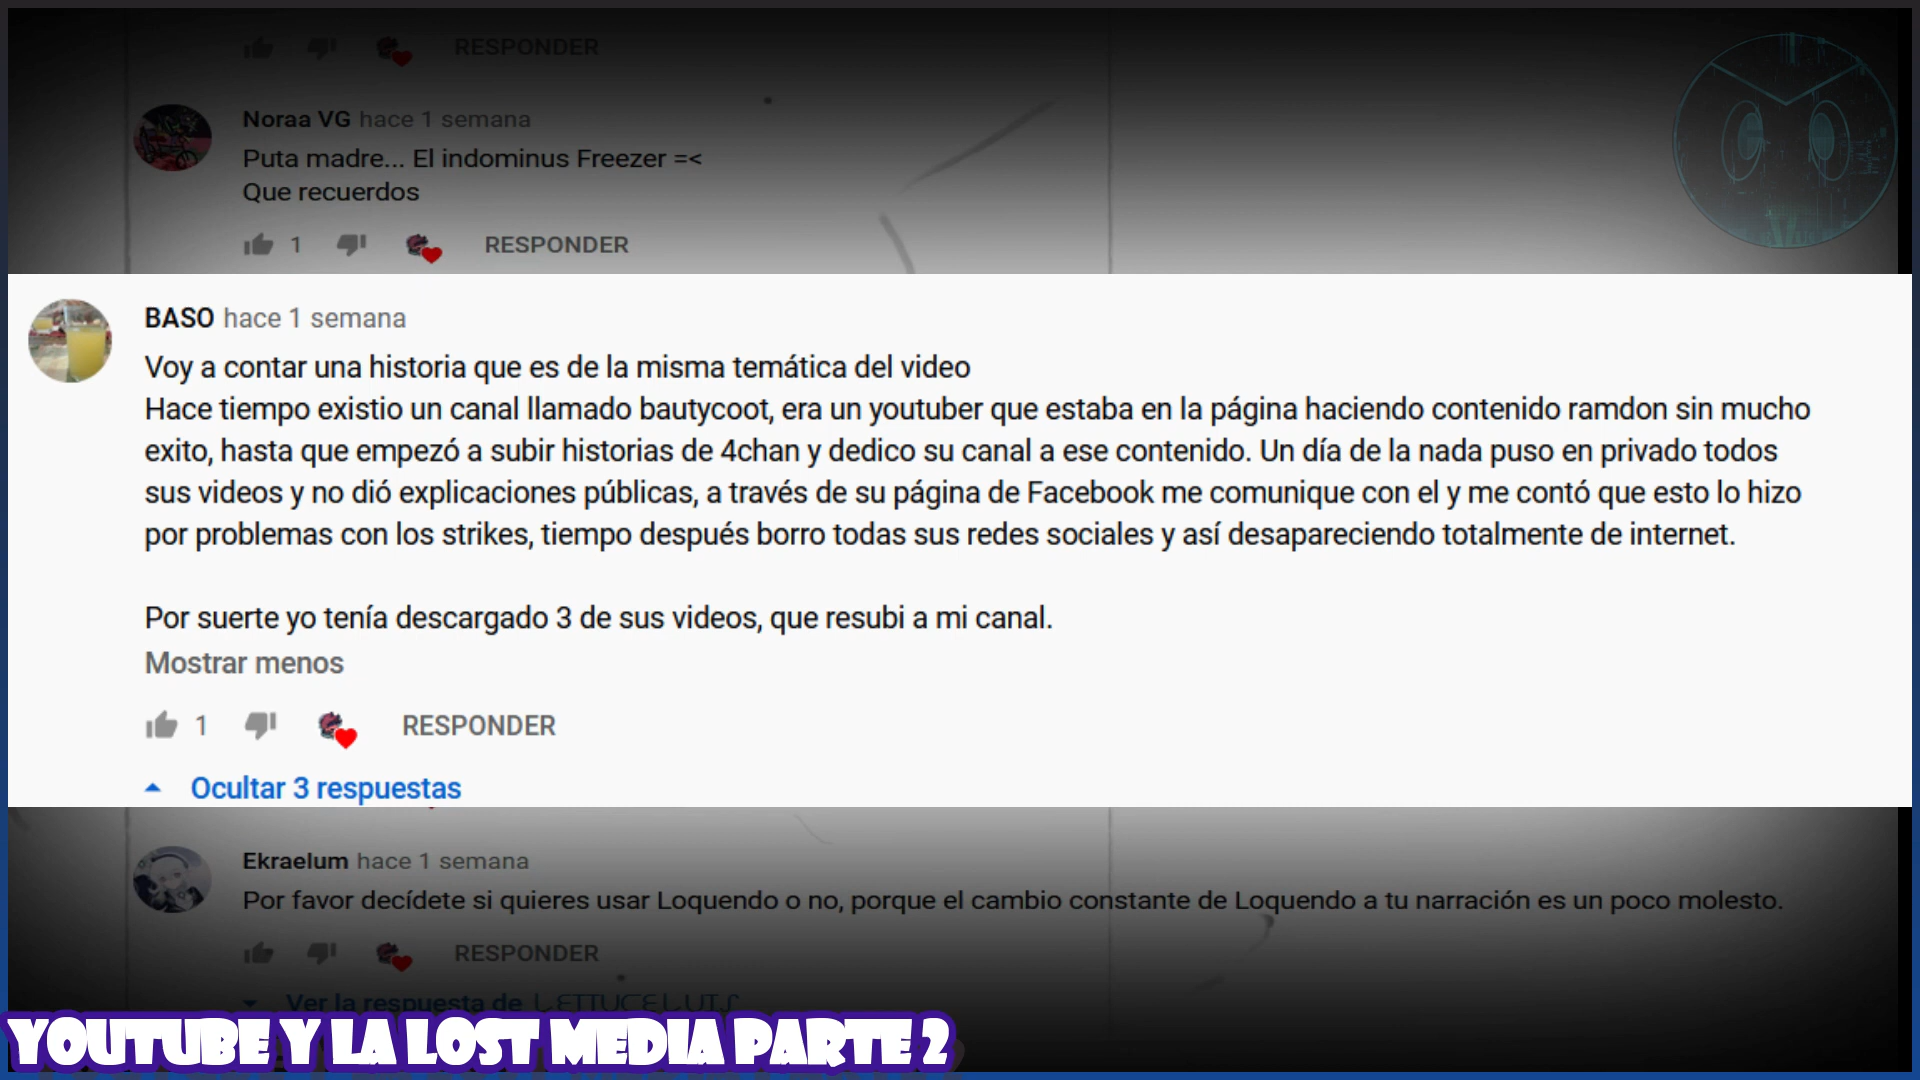 RESPONDER
Noraa VG hace 1 semana
Puta madre... El indominus Freezer =<
Que recuerdos
1 RESPONDER
BASO hace 1 semana
Voy a contar una historia que es de la misma temática del video
Hace tiempo existio un canal llamado bautycoot, era un youtuber que estaba en la página haciendo contenido ramdon sin mucho
exito, hasta que empezó a subir historias de 4chan y dedico su canal a ese contenido. Un día de la nada puso en privado todos
sus videos y no dió explicaciones públicas, a través de su página de Facebook me comunique con el y me contó que esto lo hizo
por problemas con los strikes, tiempo después borro todas sus redes sociales y así desapareciendo totalmente de internet.
Por suerte yo tenía descargado 3 de sus videos, que resubi a mi canal.
Mostrar menos
1 RESPONDER
Ocultar 3 respuestas
Ekraelum hace 1 semana
Por favor decídete si quieres usar Loquendo o no, porque el cambio constante de Loquendo a tu narración es un poco molesto.
RESPONDER
Ver la respuesta de
YOUTUBE Y LA LOST MEDIA PARTE 2